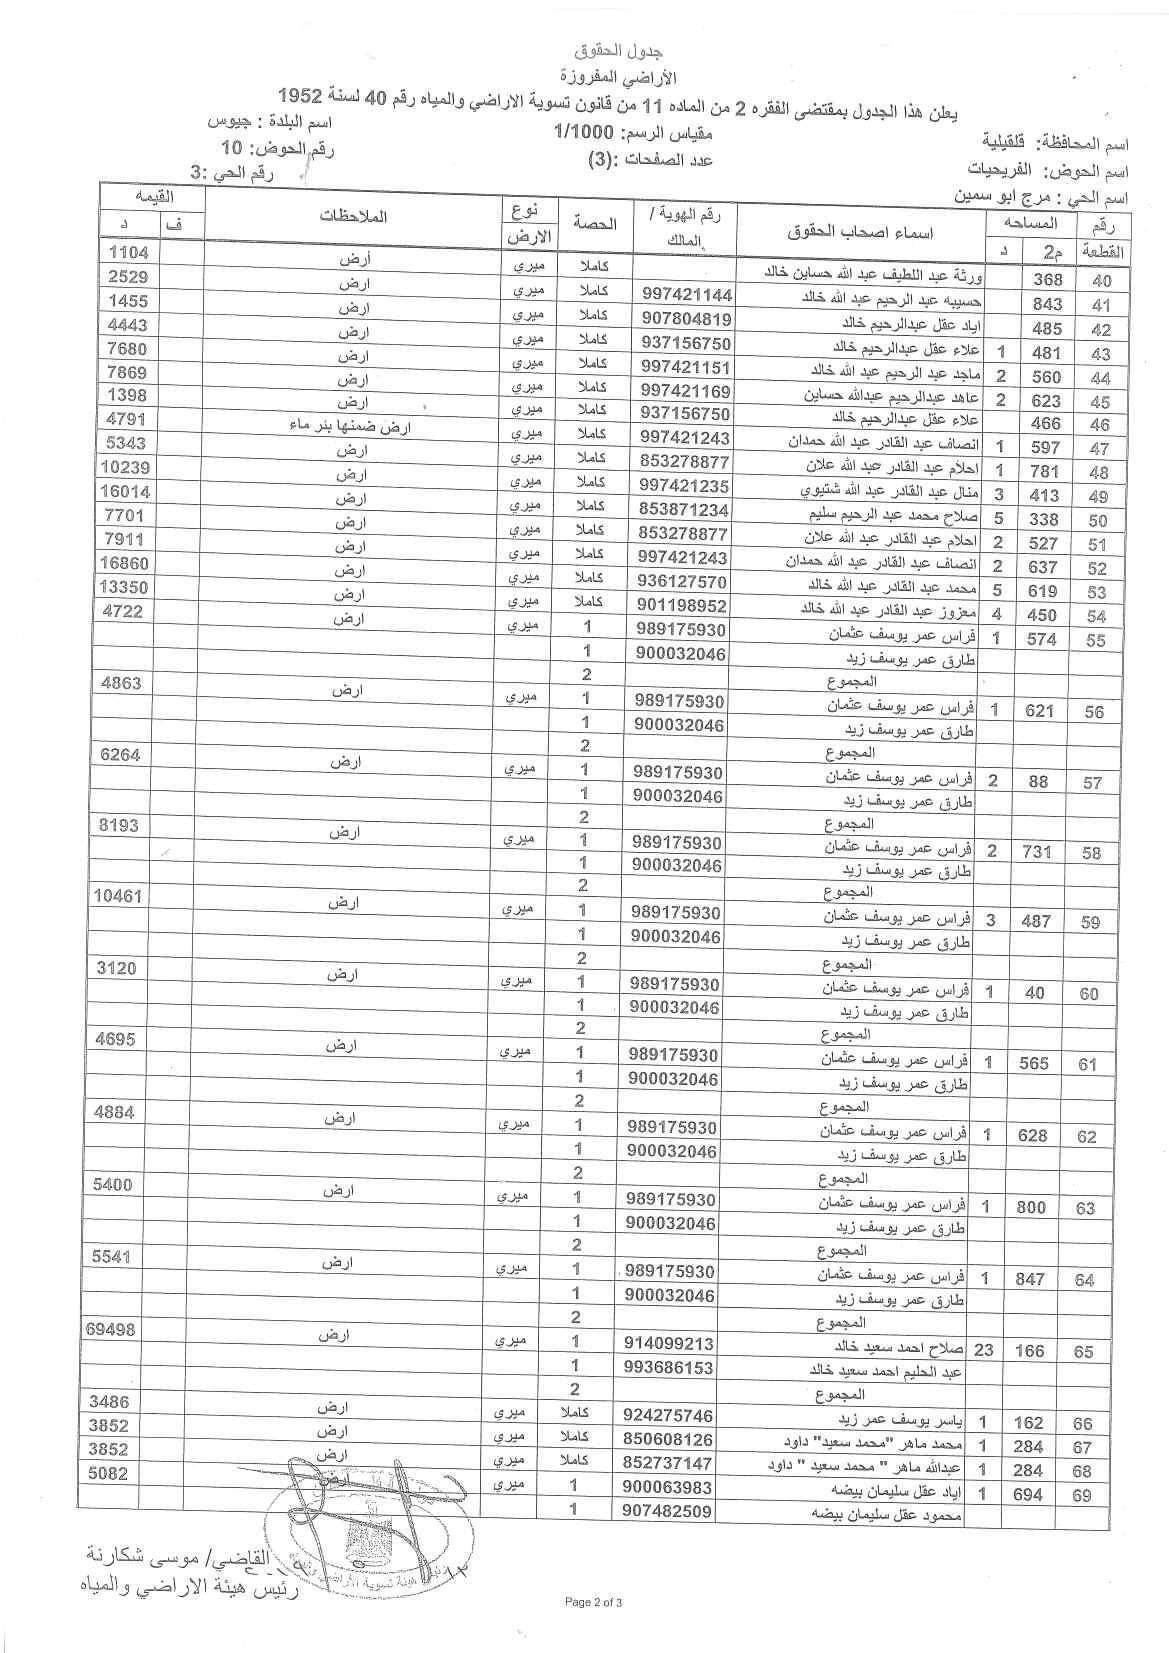 جدول الحقوق
الأراضي المفروزة
يعلن هذا الجدول بمقتضى الفقره 2 من الماده 11 من قانون تسوية الاراضي والمياه رقم 40 لسنة 1952
اسم المحافظة: قلقيلية مقياس الرسم: 1/1000 اسم البلدة : جيوس
اسم الحوض: الفريحيات عدد الصفحات :(3) رقم الحوض: 10
اسم الحي : مرج ابو سمين رقم الحي :3
رقم القطعة المساحه م2 د اسماء اصحاب الحقوق رقم الهوية / المالك الحصة نوع الارض الملاحظات القيمه ف د
40 368 ورثة عبد اللطيف عبد الله حساين خالد كاملا ميري ارض 1104
41 843 حسيبه عبد الرحيم عبد الله خالد 997421144 كاملا ميري ارض 2529
42 485 اياد عقل عبدالرحيم خالد 907804819 كاملا ميري ارض 1455
43 481 1 علاء عقل عبدالرحيم خالد 937156750 كاملا ميري ارض 4443
44 560 2 ماجد عبد الرحيم عبد الله خالد 997421151 كاملا ميري ارض 7680
45 623 2 عاهد عبدالرحيم عبدالله حساين 997421169 كاملا ميري ارض 7869
46 466 علاء عقل عبدالرحيم خالد 937156750 كاملا ميري ارض 1398
47 597 1 انصاف عبد القادر عبد الله حمدان 997421243 كاملا ميري ارض ضمنها بئر ماء 4791
48 781 1 احلام عبد القادر عبد الله علان 853278877 كاملا ميري ارض 5343
49 413 3 منال عبد القادر عبد الله شتيوي 997421235 كاملا ميري ارض 10239
50 338 5 صلاح محمد عبد الرحيم سليم 853871234 كاملا ميري ارض 16014
51 527 2 احلام عبد القادر عبد الله علان 853278877 كاملا ميري ارض 7701
52 637 2 انصاف عبد القادر عبد الله حمدان 997421243 كاملا ميري ارض 7911
53 619 5 محمد عبد القادر عبد الله خالد 936127570 كاملا ميري ارض 16860
54 450 4 معزوز عبد القادر عبد الله خالد 901198952 كاملا ميري ارض 13350
55 574 1 فراس عمر يوسف عثمان 989175930 1 ميري ارض 4722
طارق عمر يوسف زيد 900032046 1
المجموع 2
56 621 1 فراس عمر يوسف عثمان 989175930 1 ميري ارض 4863
طارق عمر يوسف زيد 900032046 1
المجموع 2
57 88 2 فراس عمر يوسف عثمان 989175930 1 ميري ارض 6264
طارق عمر يوسف زيد 900032046 1
المجموع 2
58 731 2 فراس عمر يوسف عثمان 989175930 1 ميري ارض 8193
طارق عمر يوسف زيد 900032046 1
المجموع 2
59 487 3 فراس عمر يوسف عثمان 989175930 1 ميري ارض 10461
طارق عمر يوسف زيد 900032046 1
المجموع 2
60 40 1 فراس عمر يوسف عثمان 989175930 1 ميري ارض 3120
طارق عمر يوسف زيد 900032046 1
المجموع 2
61 565 1 فراس عمر يوسف عثمان 989175930 1 ميري ارض 4695
طارق عمر يوسف زيد 900032046 1
المجموع 2
62 628 1 فراس عمر يوسف عثمان 989175930 1 ميري ارض 4884
طارق عمر يوسف زيد 900032046 1
المجموع 2
63 800 1 فراس عمر يوسف عثمان 989175930 1 ميري ارض 5400
طارق عمر يوسف زيد 900032046 1
المجموع 2
64 847 1 فراس عمر يوسف عثمان 989175930 1 ميري ارض 5541
طارق عمر يوسف زيد 900032046 1
المجموع 2
65 166 23 صلاح احمد سعيد خالد 914099213 1 ميري ارض 69498
عبد الحليم احمد سعيد خالد 993686153 1
المجموع 2
66 162 1 ياسر يوسف عمر زيد 924275746 كاملا ميري ارض 3486
67 284 1 محمد ماهر "محمد سعيد" داود 850608126 كاملا ميري ارض 3852
68 284 1 عبدالله ماهر " محمد سعيد " داود 852737147 كاملا ميري ارض 3852
69 694 1 اياد عقل سليمان بيضه 900063983 1 ميري ارض 5082
محمود عقل سليمان بيضه 907482509 1
القاضي/ موسى شكارنة
رئيس هيئة الاراضي والمياه
Page 2 of 3